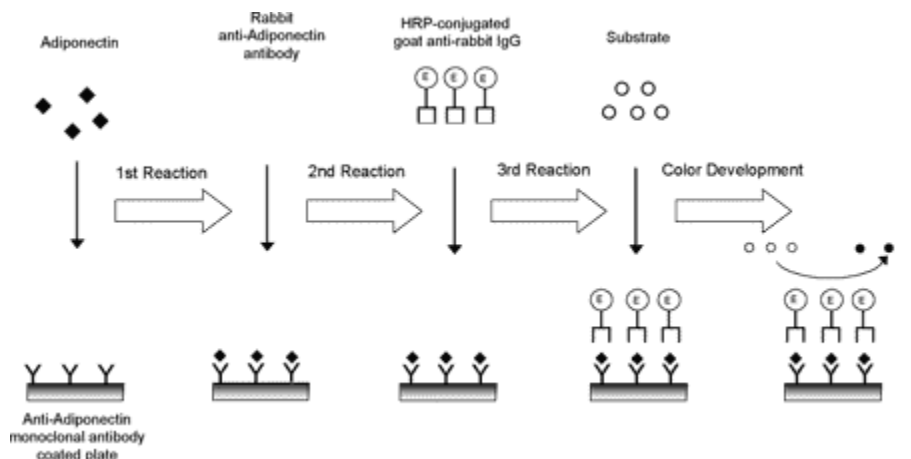 Adiponectin
Rabbit
anti-Adiponectin
antibody
HRP-conjugated
goat anti-rabbit IgG
Substrate
E E E
1st Reaction
2nd Reaction
3rd Reaction
Color Development
E E E
E E E
Anti-Adiponectin
monoclonal antibody
coated plate